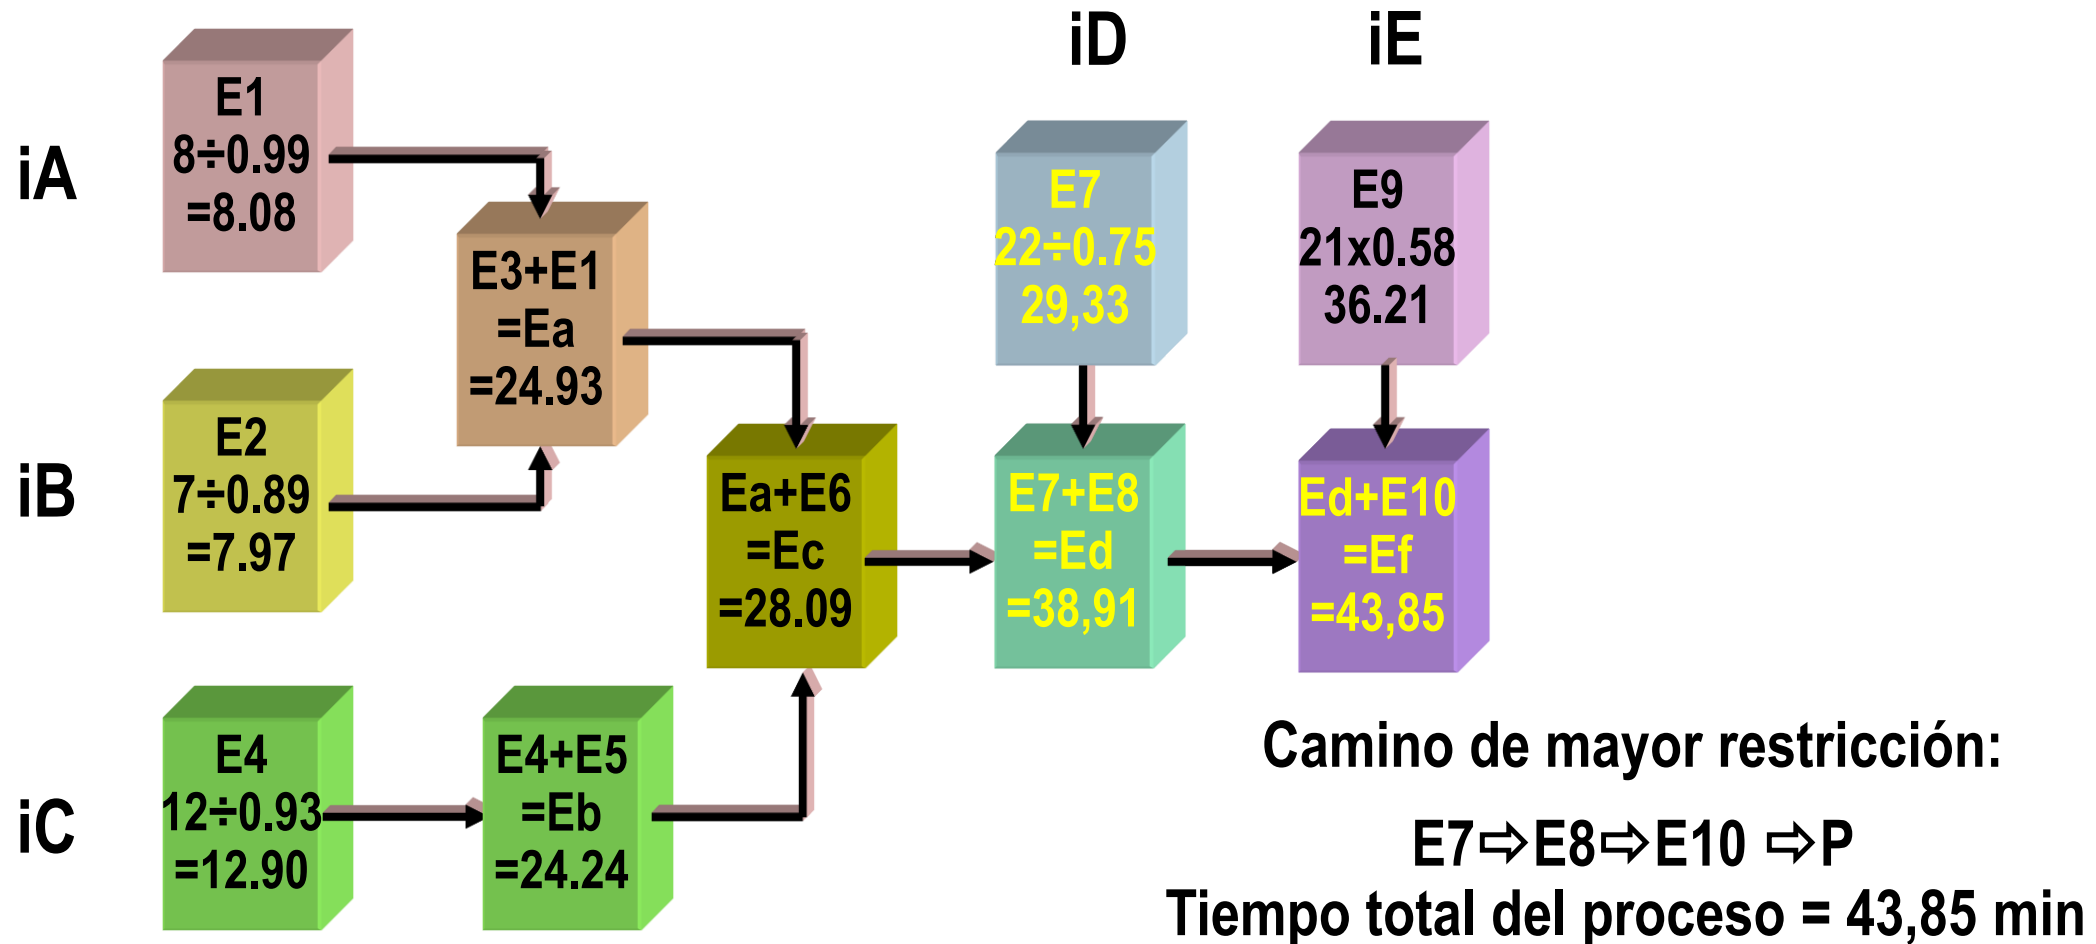 iD
iE
iA
E1
8÷0.99
=8.08
E3+E1
=Ea
=24.93
E7
22÷0.75
29,33
E9
21x0.58
36.21
iB
E2
7÷0.89
=7.97
Ea+E6
=Ec
=28.09
E7+E8
=Ed
=38,91
Ed+E10
=Ef
=43,85
iC
E4
12÷0.93
=12.90
E4+E5
=Eb
=24.24
Camino de mayor restricción:
E7⇨E8⇨E10 ⇨P
Tiempo total del proceso = 43,85 min